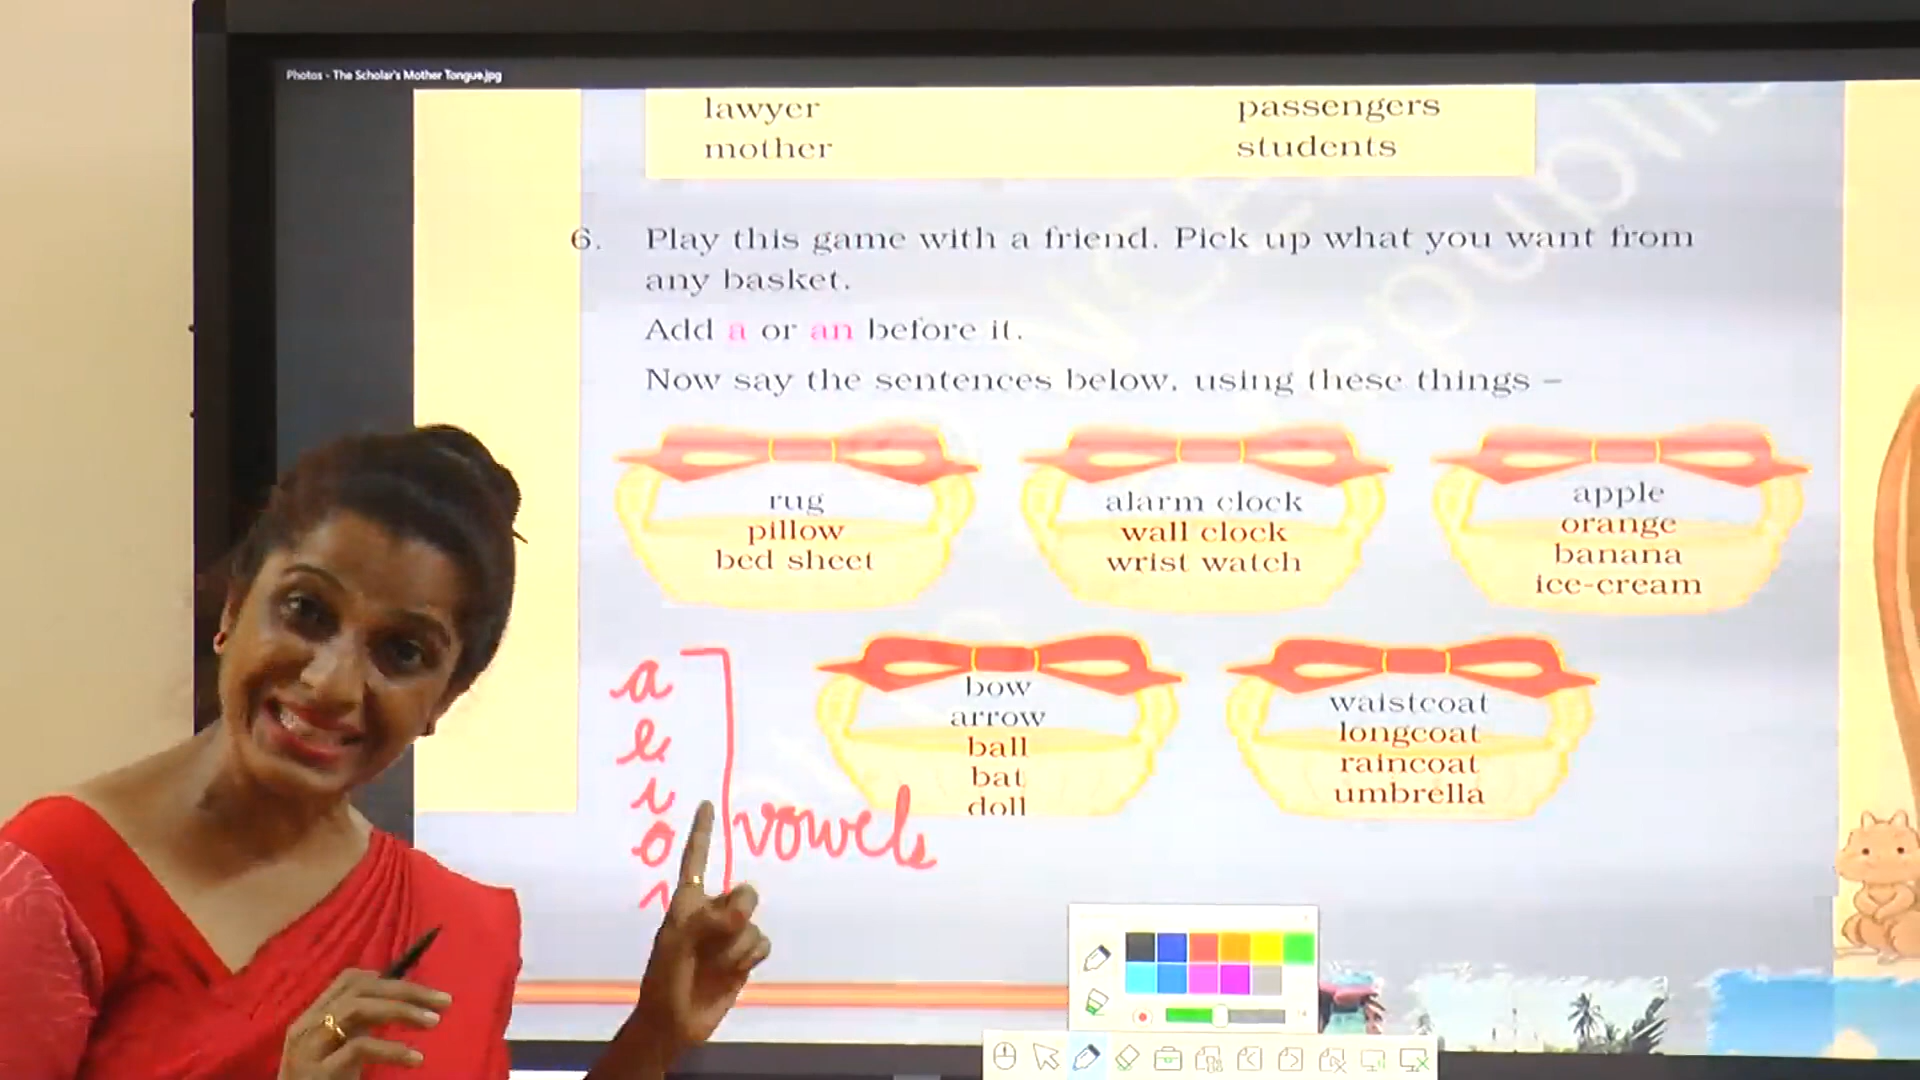 Photos - The Scholar's Mother Tongue.jpg
lawyer passengers
mother students
6. Play this game with a friend. Pick up what you want from
any basket.
Add a or an before it.
Now say the sentences below, using these things –
rug
pillow
bed sheet
alarm clock
wall clock
wrist watch
apple
orange
banana
ice-cream
bow
arrow
ball
bat
doll
waistcoat
longcoat
raincoat
umbrella
a
e
i
o
vowels